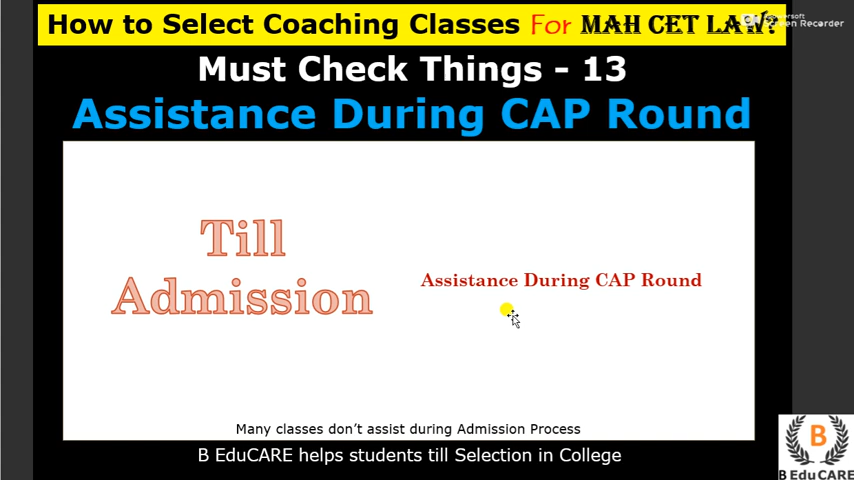 How to Select Coaching Classes For MAH CET LAW?
Screen Recorder
Must Check Things - 13
Assistance During CAP Round
Till
Admission
Assistance During CAP Round
Many classes don't assist during Admission Process
B EduCARE helps students till Selection in College
B
B EduCARE